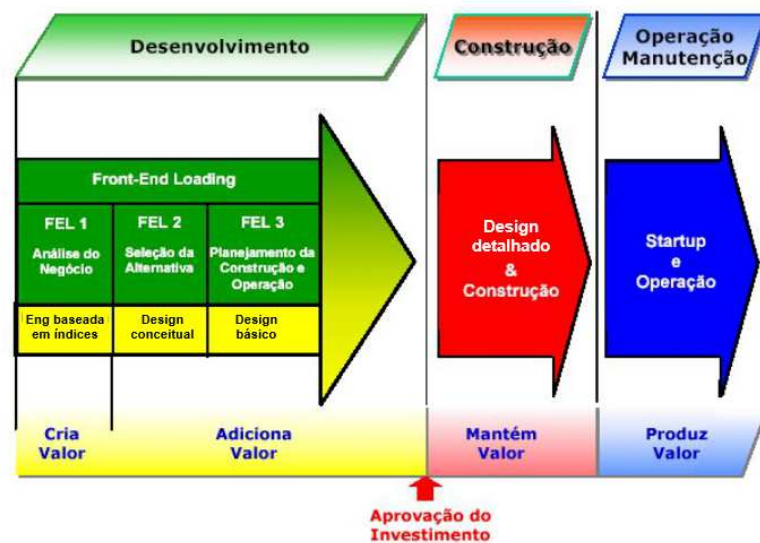 Desenvolvimento
Construção
Operação
Manutenção
Front-End Loading
FEL 1
Análise do
Negócio
FEL 2
Seleção da
Alternativa
FEL 3
Planejamento da
Construção e
Operação
Eng baseada
em índices
Design
conceitual
Design
básico
Design
detalhado
&
Construção
Startup
e
Operação
Cria
Valor
Adiciona
Valor
Mantém
Valor
Produz
Valor
Aprovação do
Investimento